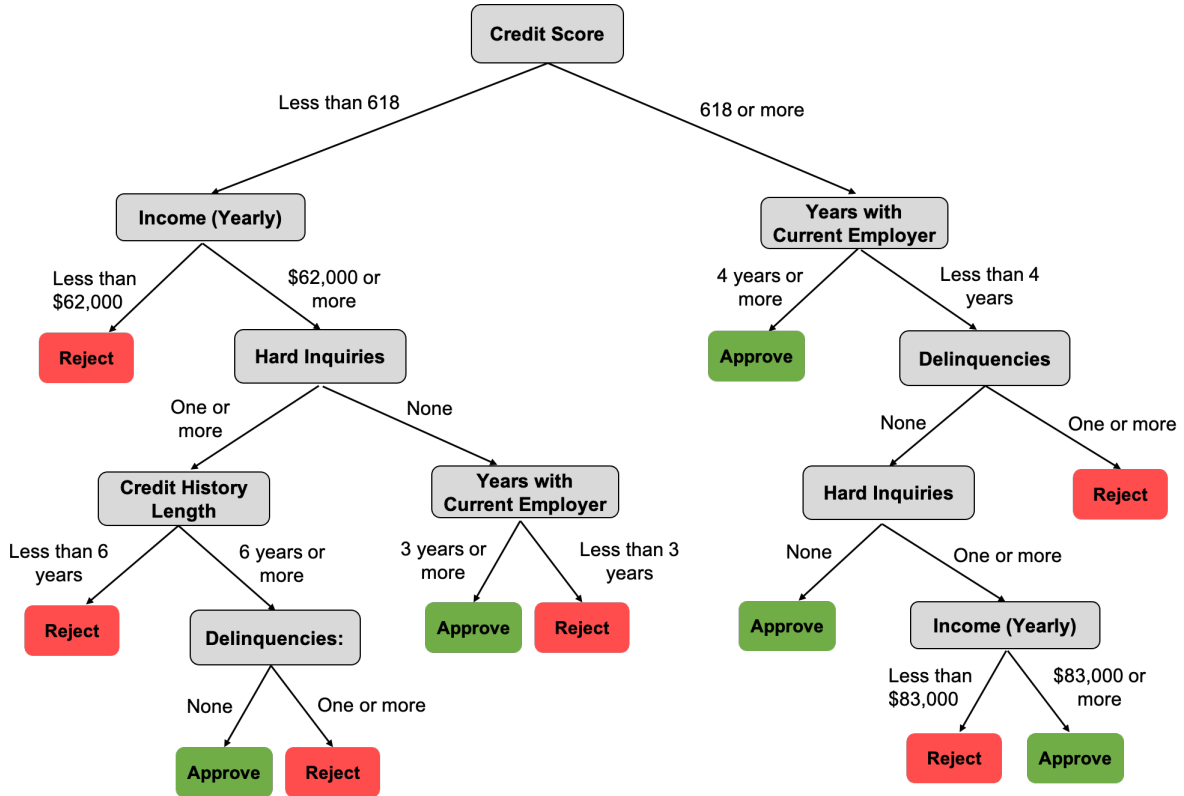 Credit Score
Less than 618
618 or more
Income (Yearly)
Years with
Current Employer
Less than
$62,000
$62,000 or
more
4 years or
more
Less than 4
years
Reject
Hard Inquiries
Approve
Delinquencies
One or
more
None
None
One or more
Credit History
Length
Years with
Current Employer
Hard Inquiries
Reject
Less than 6
years
6 years or
more
3 years or
more
Less than 3
years
None
One or more
Reject
Delinquencies:
Approve
Reject
Approve
Income (Yearly)
None
One or more
Less than
$83,000
$83,000 or
more
Approve
Reject
Reject
Approve